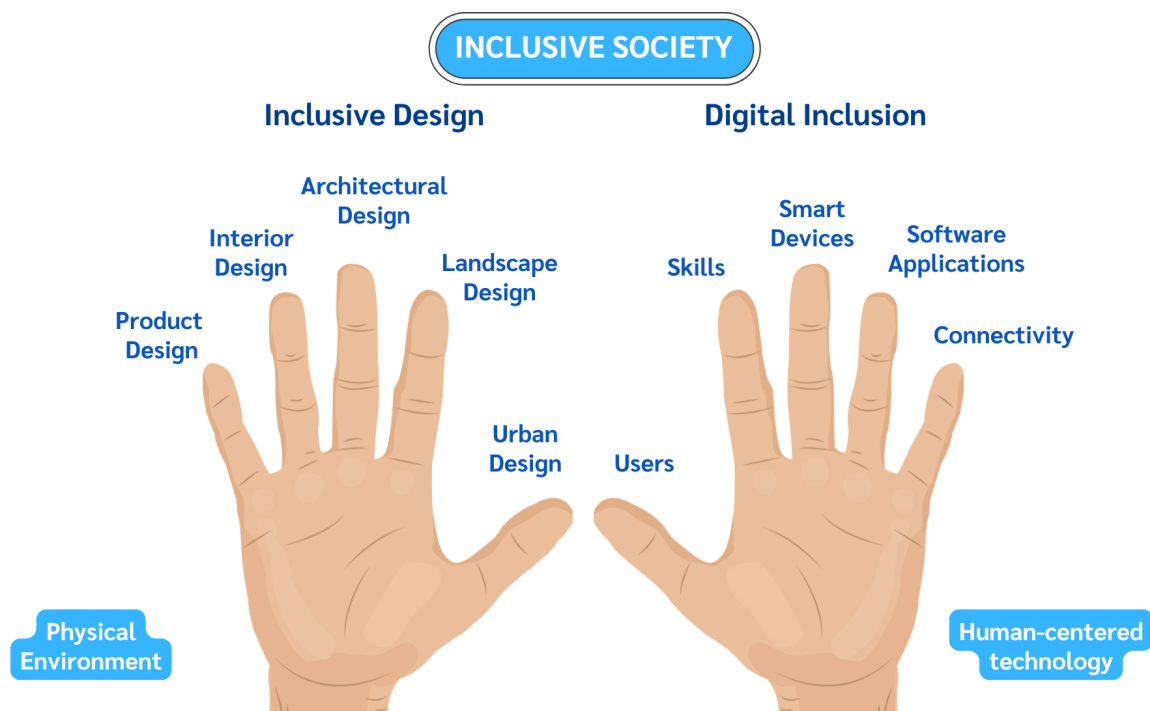 INCLUSIVE SOCIETY
Inclusive Design
Digital Inclusion
Architectural
Design
Interior
Design
Landscape
Design
Product
Design
Urban
Design
Smart
Devices
Software
Applications
Skills
Connectivity
Users
Physical
Environment
Human-centered
technology